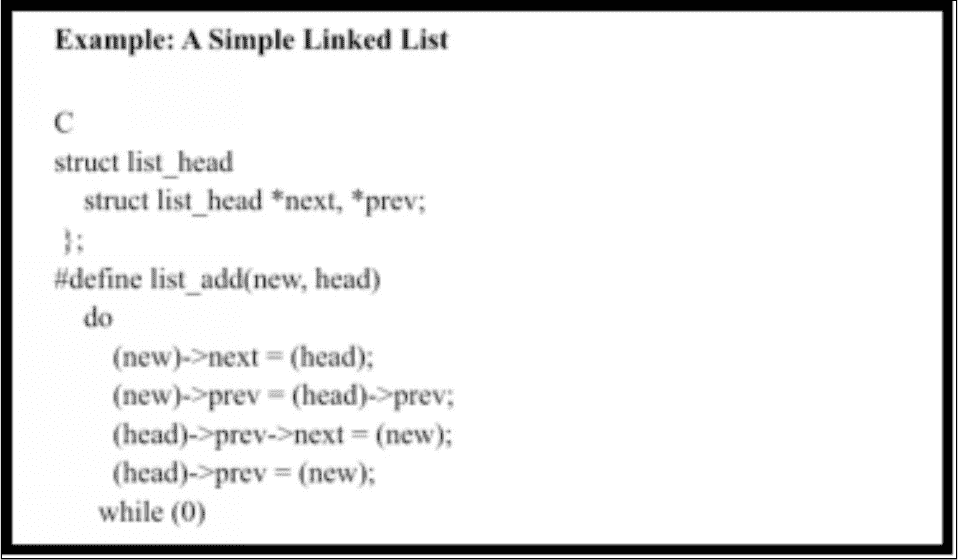 Example: A Simple Linked List
C
struct list_head
struct list_head *next, *prev;
};
#define list_add(new, head)
do
(new)->next = (head);
(new)->prev = (head)->prev;
(head)->prev->next = (new);
(head)->prev = (new);
while (0)